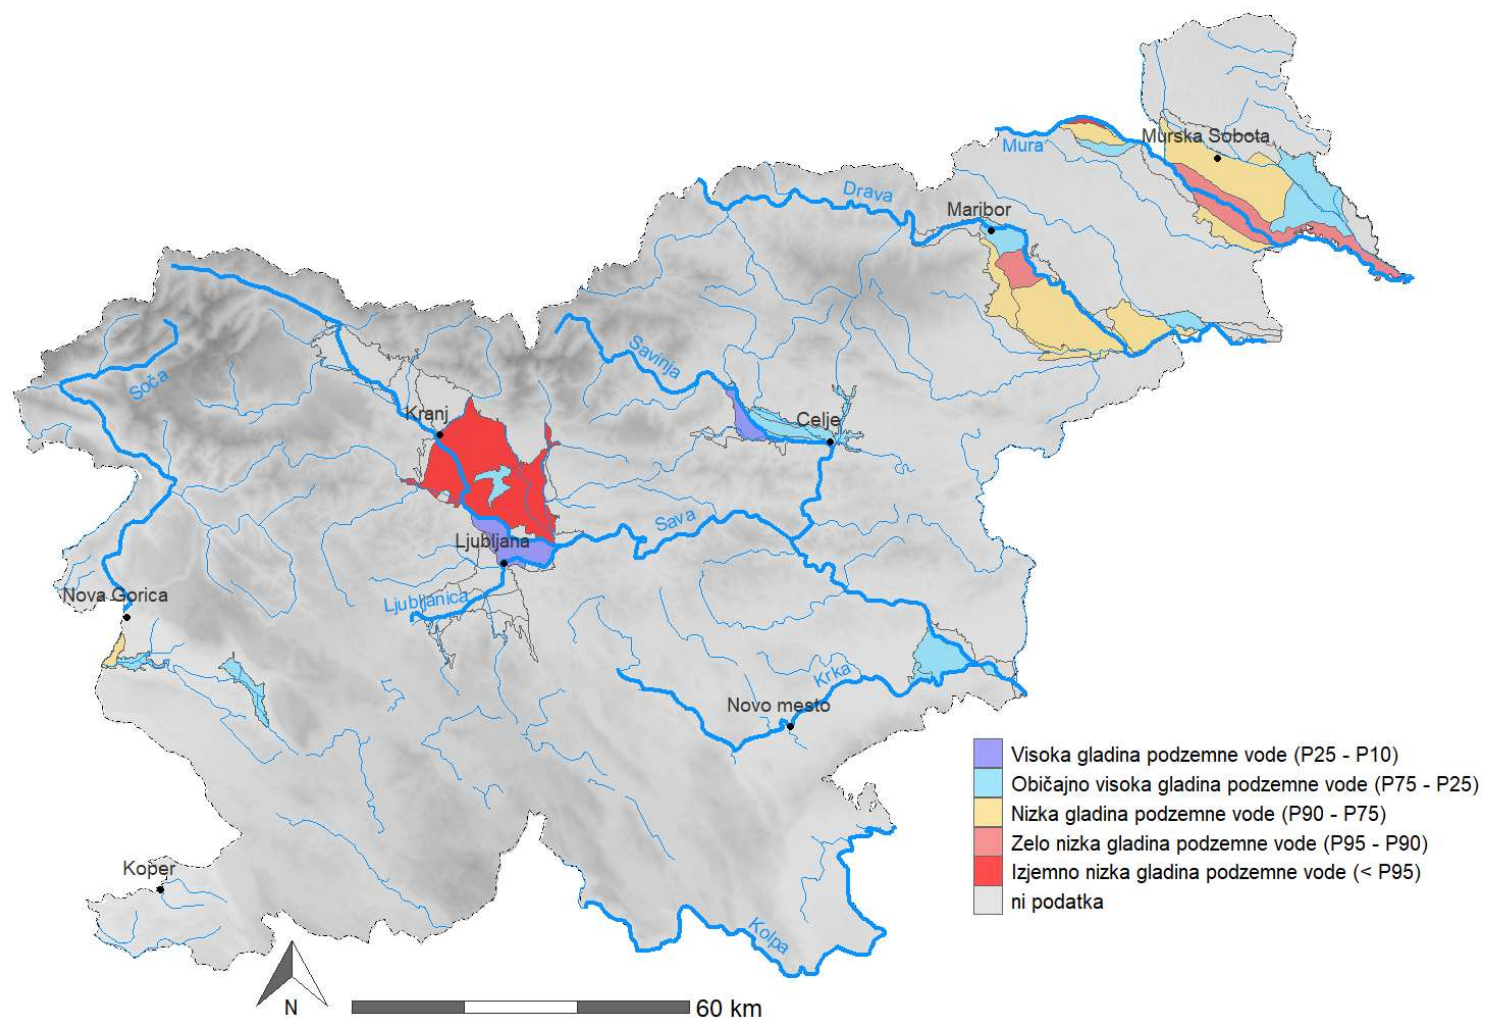 Murska Sobota
Mura
Drava
Maribor
Savinja
Soča
Kranj
Celje
Sava
Ljubljana
Ljubljanica
Nova Gorica
Krka
Novo mesto
Koper
Kolpa
Visoka gladina podzemne vode (P25 - P10)
Običajno visoka gladina podzemne vode (P75 - P25)
Nizka gladina podzemne vode (P90 - P75)
Zelo nizka gladina podzemne vode (P95 - P90)
Izjemno nizka gladina podzemne vode (< P95)
ni podatka
N
60 km